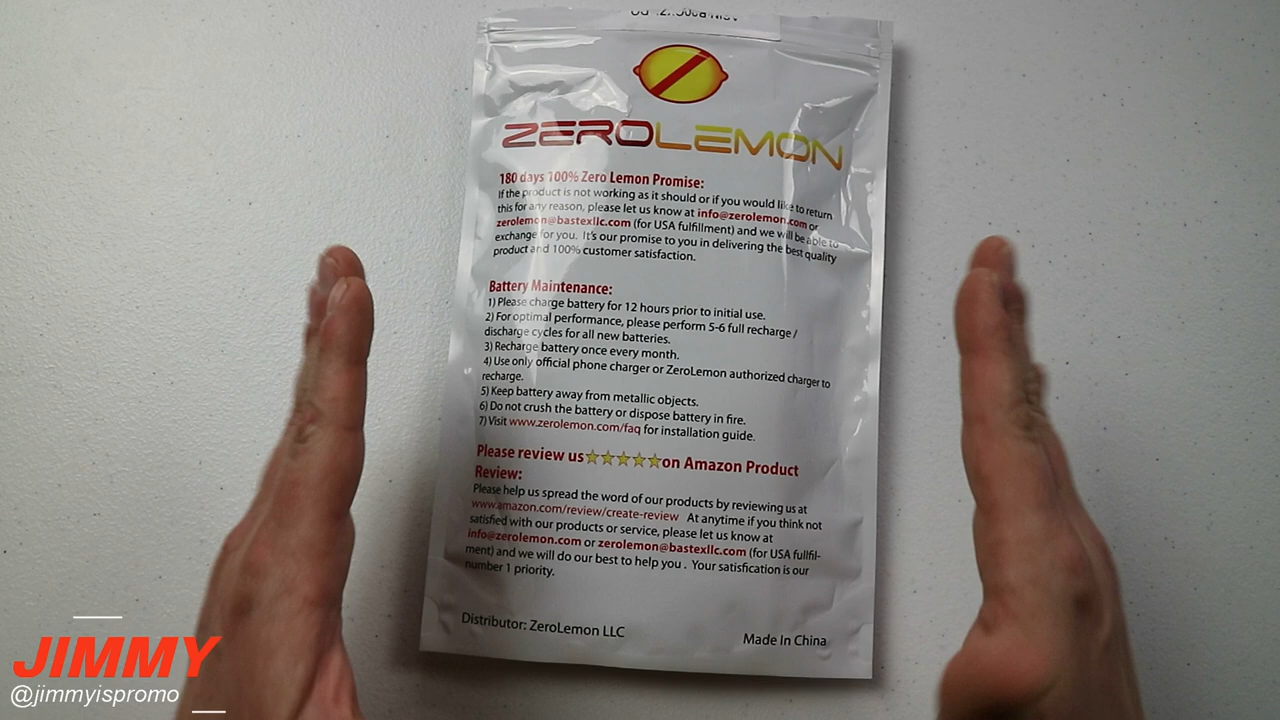 ZEROLEMON
180 days 100% Zero Lemon Promise:
If the product is not working as it should or if you would like to return
this for any reason, please let us know at info@zerolemon.com or
zerolemon@bastexllc.com (for USA fulfillment) and we will be able to
exchange for you. It's our promise to you in delivering the best quality
product and 100% customer satisfaction.
Battery Maintenance:
1) Please charge battery for 12 hours prior to initial use.
2) For optimal performance, please perform 5-6 full recharge /
discharge cycles for all new batteries.
3) Recharge battery once every month.
4) Use only official phone charger or ZeroLemon authorized charger to
recharge.
5) Keep battery away from metallic objects.
6) Do not crush the battery or dispose battery in fire.
7) Visit www.zerolemon.com/faq for installation guide.
Please review us☆☆☆☆☆on Amazon Product
Review:
Please help us spread the word of our products by reviewing us at
www.amazon.com/review/create-review At anytime if you think not
satisfied with our products or service, please let us know at
info@zerolemon.com or zerolemon@bastexllc.com (for USA fullfil-
ment) and we will do our best to help you . Your satisfication is our
number 1 priority.
Distributor: ZeroLemon LLC
Made In China
JIMMY
@jimmyispromo